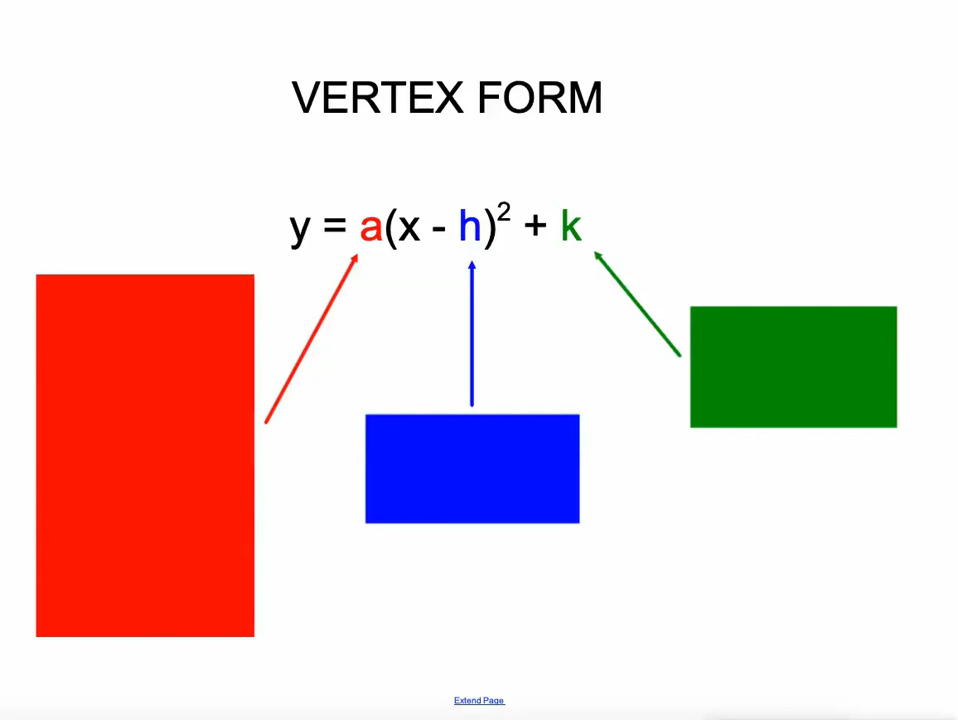 VERTEX FORM
y = a(x - h)² + k
Extend Page